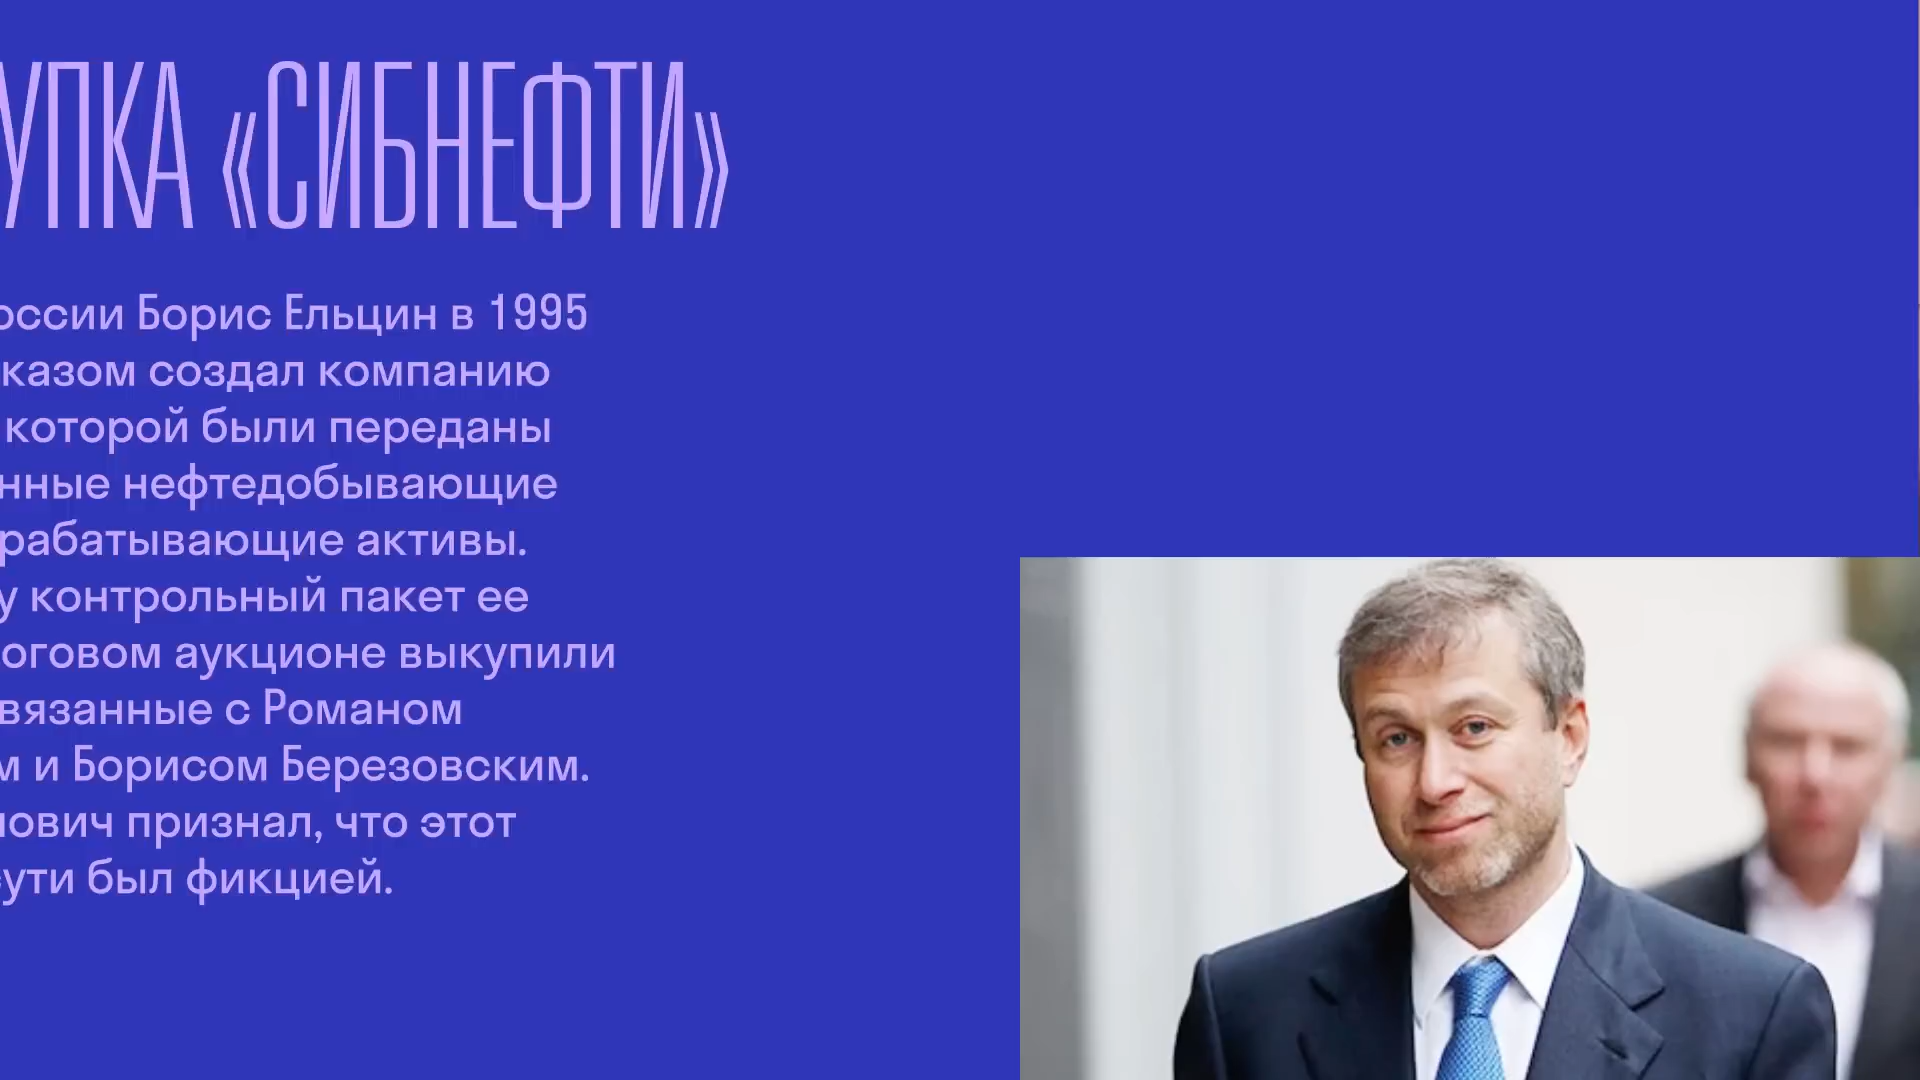 УПКА «СИБНЕФТИ»
оссии Борис Ельцин в 1995
казом создал компанию
которой были переданы
нные нефтедобывающие
рабатывающие активы.
у контрольный пакет ее
оговом аукционе выкупили
вязанные с Романом
м и Борисом Березовским.
ович признал, что этот
сути был фикцией.